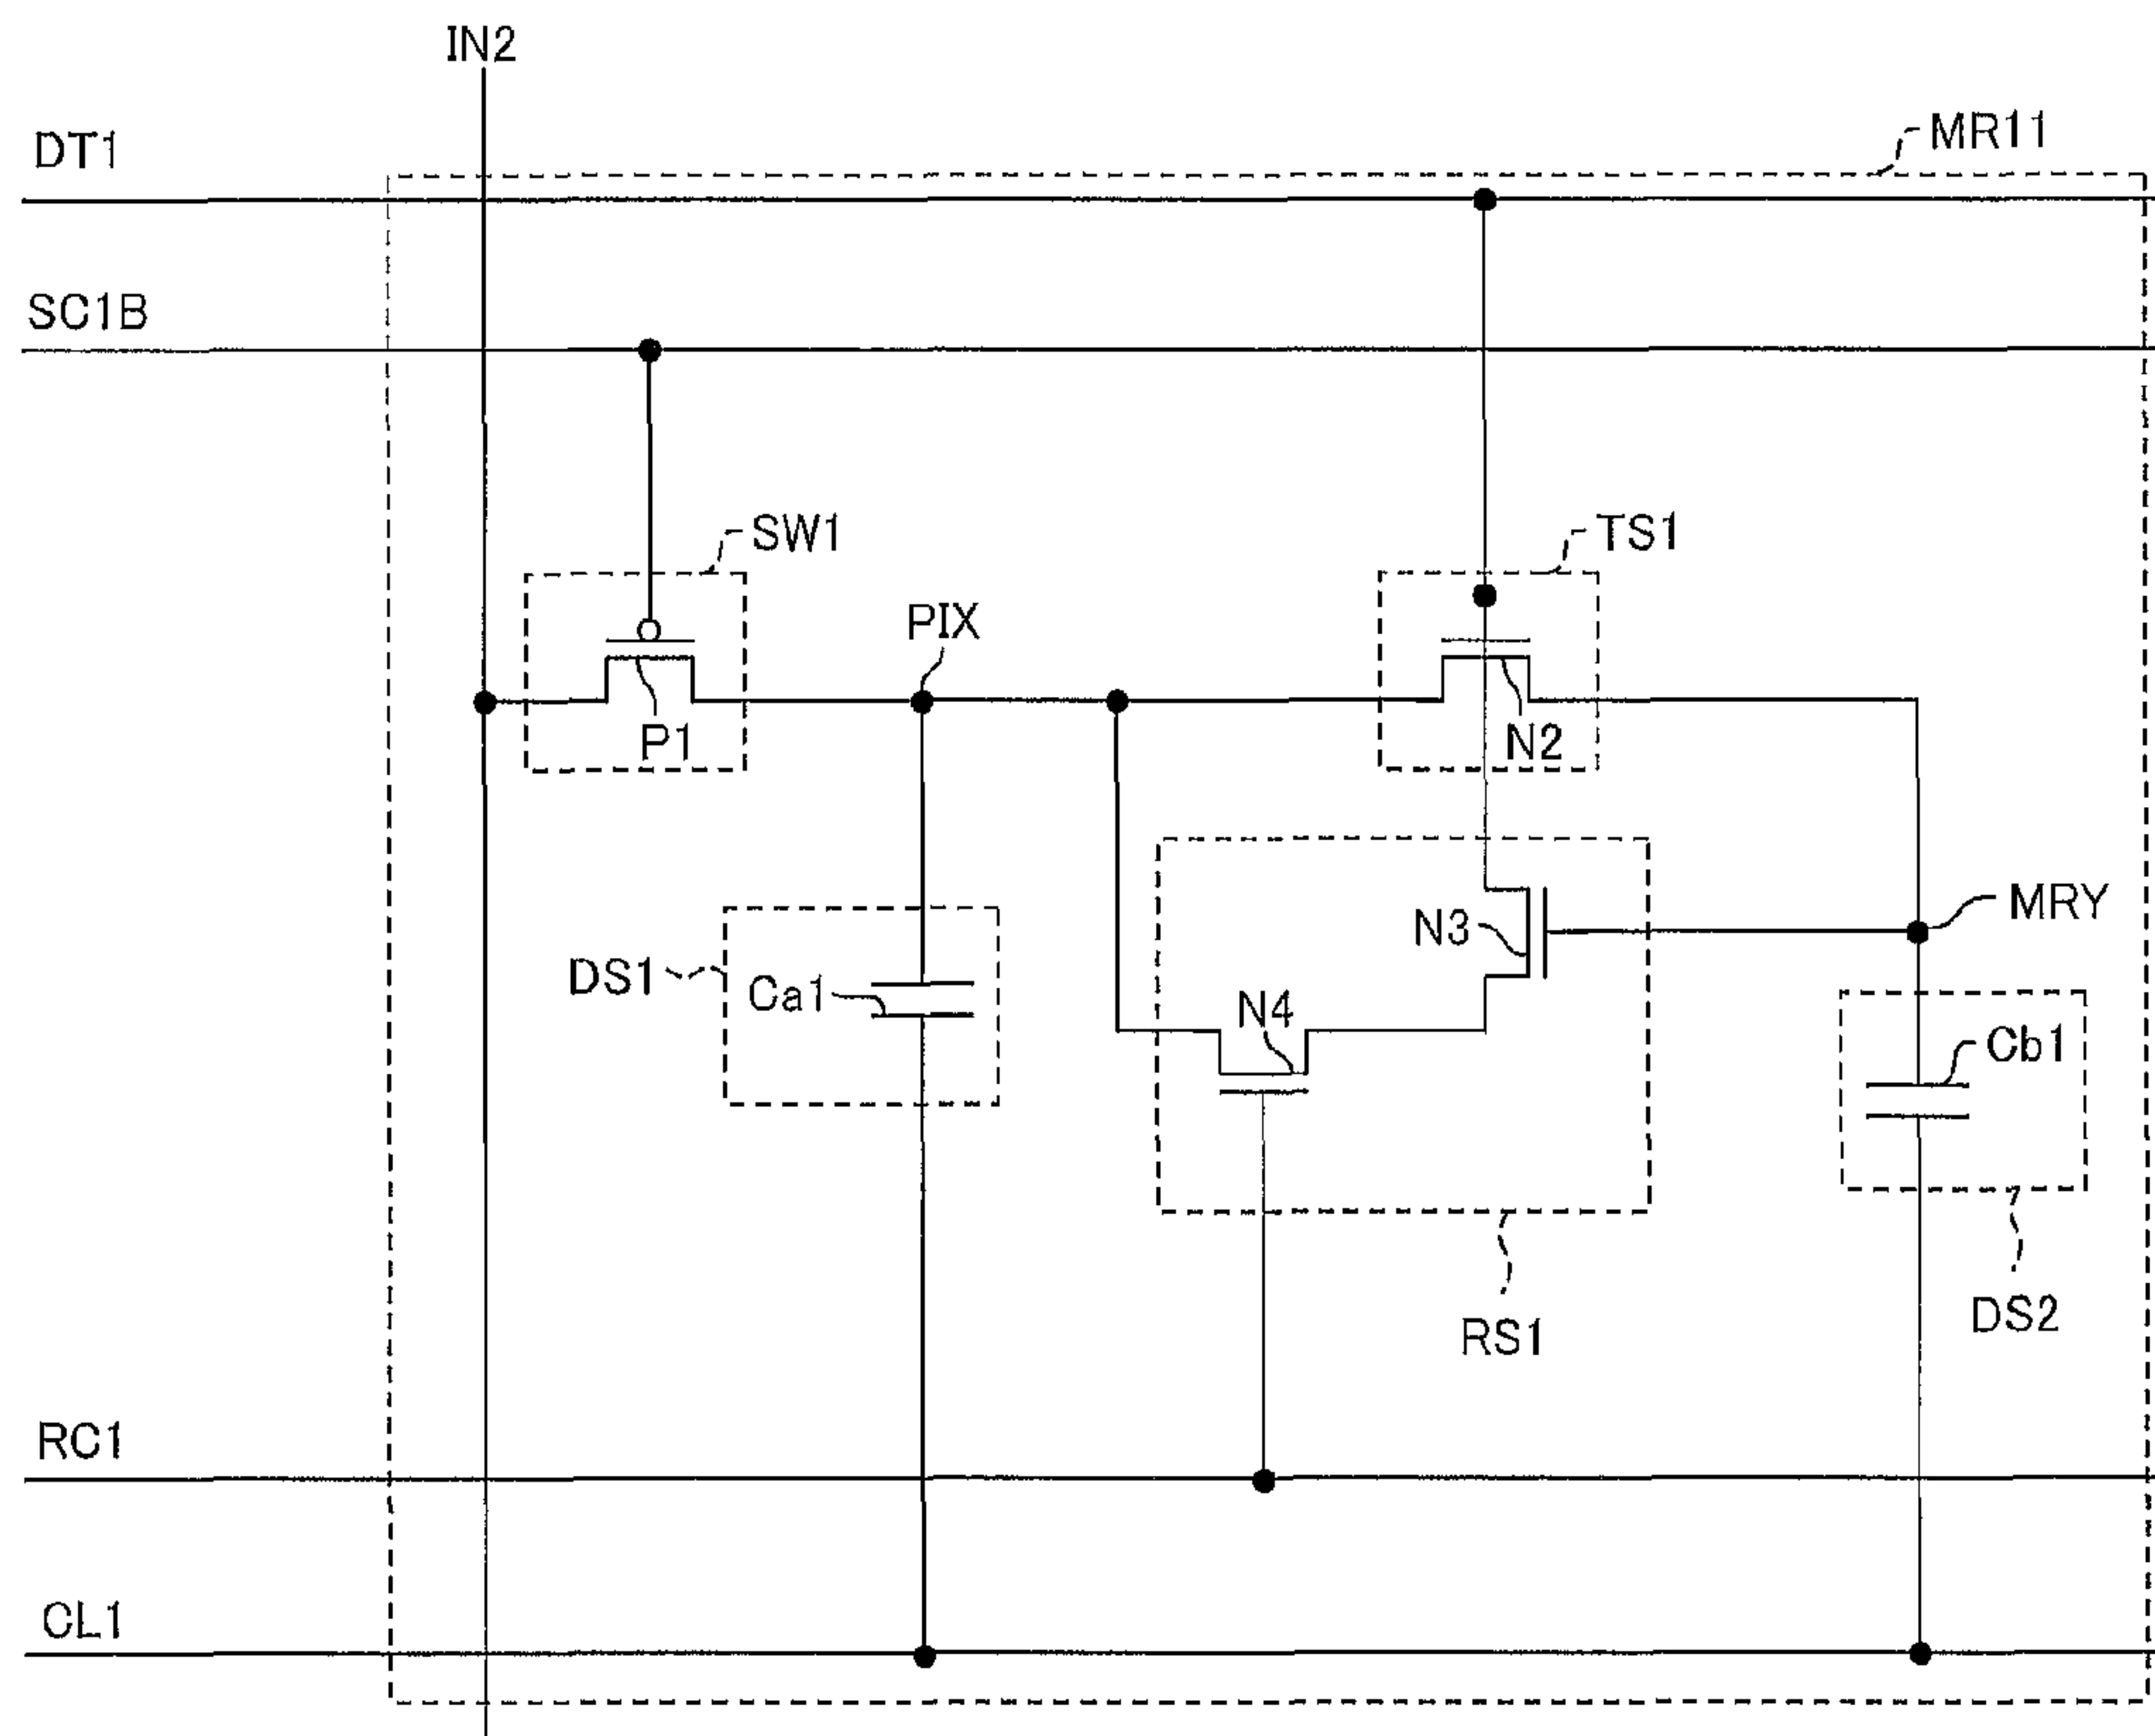 IN2
DT1
MR11
SC1B
SW1
TS1
PIX
P1
N2
MRY
N3
DS1
Ca1
N4
Cb1
DS2
RS1
RC1
CL1